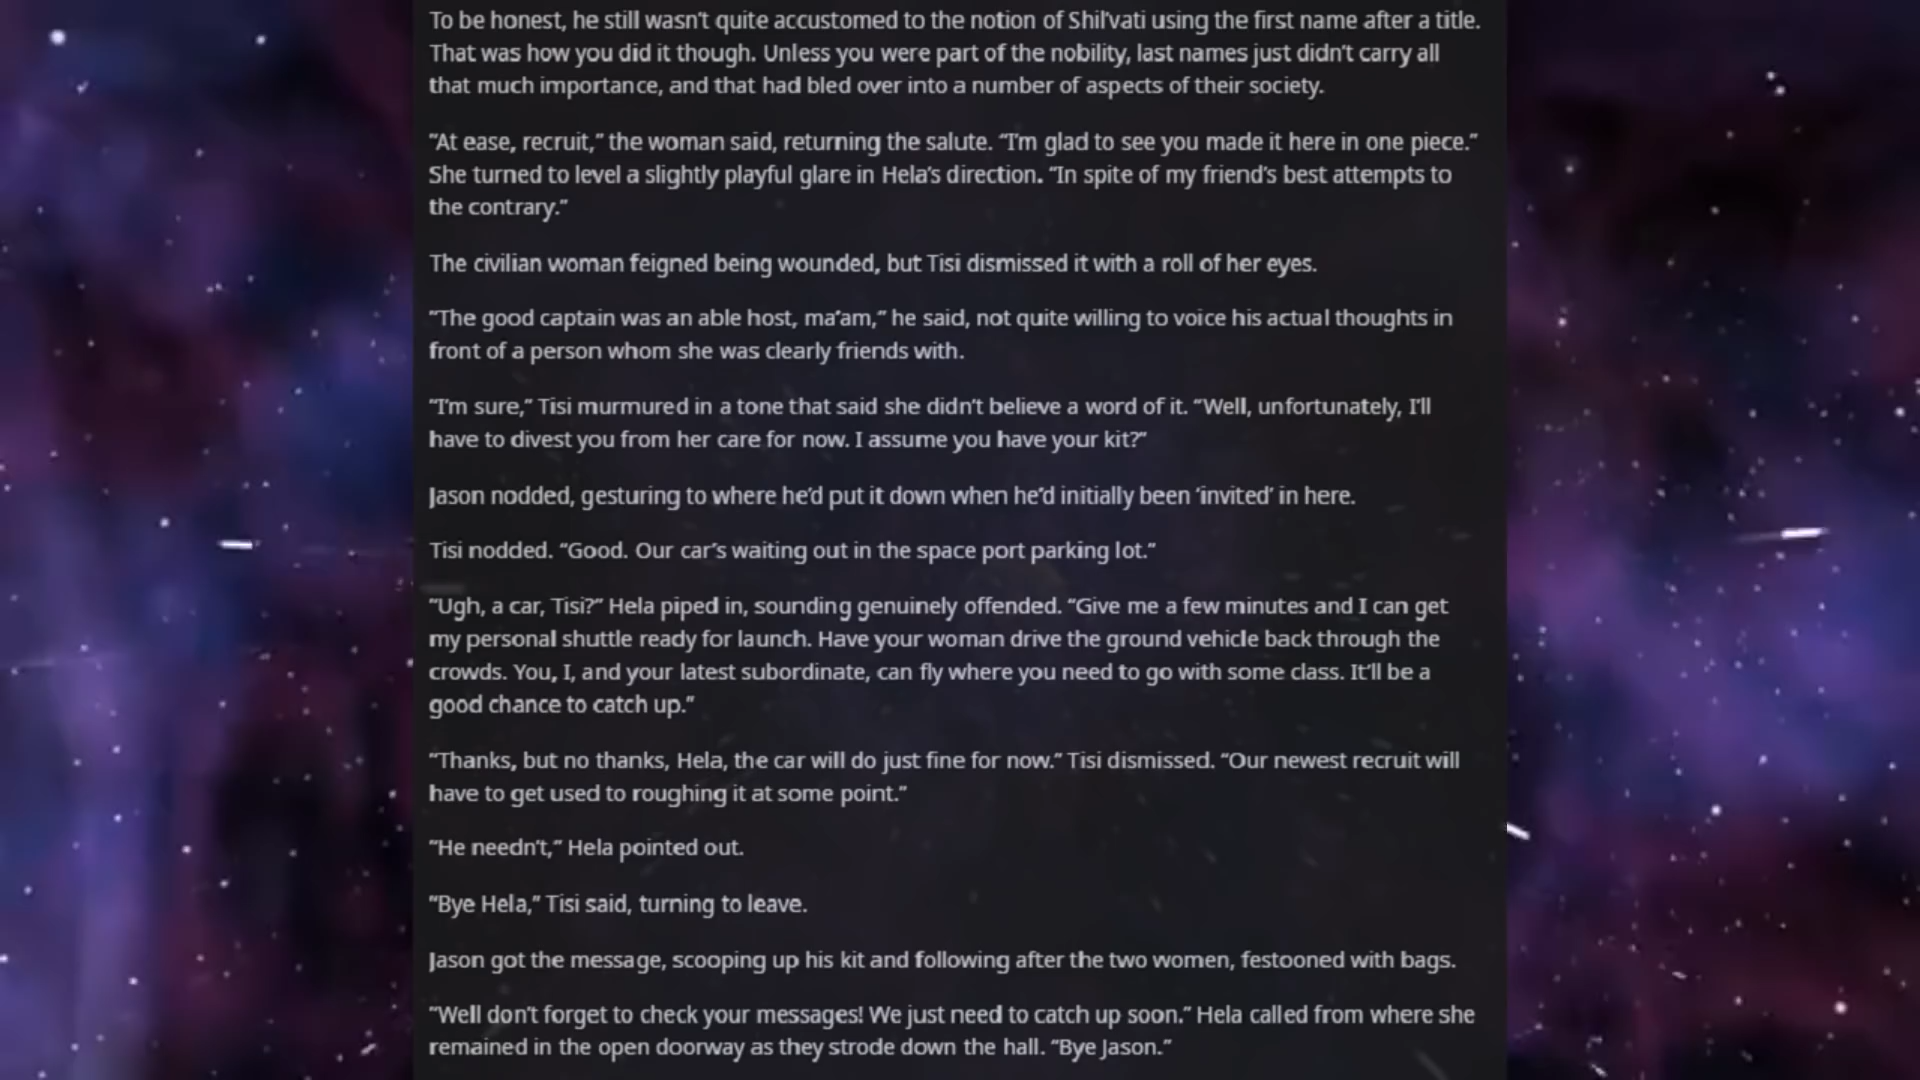 To be honest, he still wasn't quite accustomed to the notion of Shil'vati using the first name after a title.
That was how you did it though. Unless you were part of the nobility, last names just didn't carry all
that much importance, and that had bled over into a number of aspects of their society.
“At ease, recruit,” the woman said, returning the salute. “I'm glad to see you made it here in one piece.”
She turned to level a slightly playful glare in Hela's direction. “In spite of my friend's best attempts to
the contrary.”
The civilian woman feigned being wounded, but Tisi dismissed it with a roll of her eyes.
“The good captain was an able host, ma'am,” he said, not quite willing to voice his actual thoughts in
front of a person whom she was clearly friends with.
“I'm sure,” Tisi murmured in a tone that said she didn't believe a word of it. “Well, unfortunately, I'll
have to divest you from her care for now. I assume you have your kit?”
Jason nodded, gesturing to where he'd put it down when he'd initially been ‘invited’ in here.
Tisi nodded. “Good. Our car's waiting out in the space port parking lot.”
“Ugh, a car, Tisi?” Hela piped in, sounding genuinely offended. “Give me a few minutes and I can get
my personal shuttle ready for launch. Have your woman drive the ground vehicle back through the
crowds. You, I, and your latest subordinate, can fly where you need to go with some class. It'll be a
good chance to catch up.”
“Thanks, but no thanks, Hela, the car will do just fine for now.” Tisi dismissed. “Our newest recruit will
have to get used to roughing it at some point.”
“He needn't,” Hela pointed out.
“Bye Hela,” Tisi said, turning to leave.
Jason got the message, scooping up his kit and following after the two women, festooned with bags.
“Well don't forget to check your messages! We just need to catch up soon.” Hela called from where she
remained in the open doorway as they strode down the hall. “Bye Jason.”